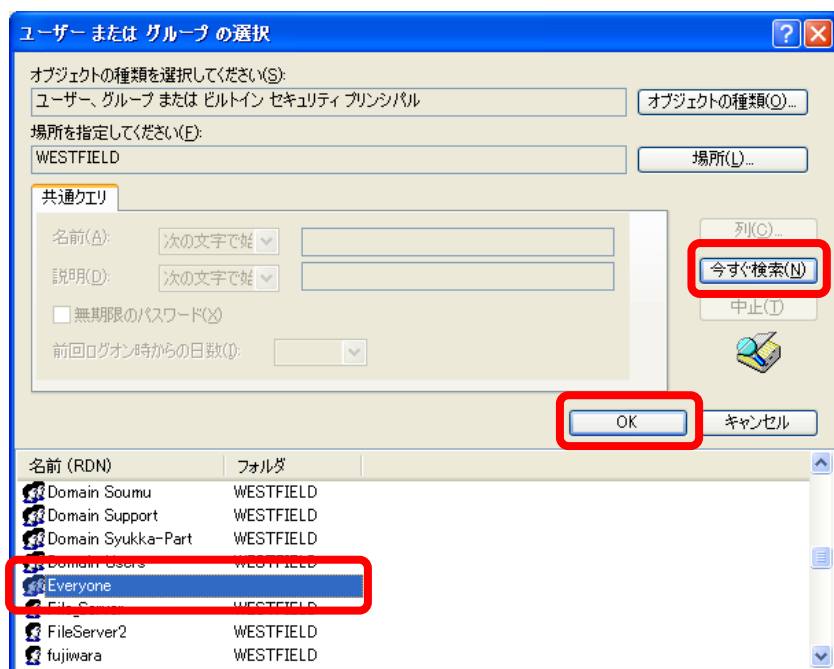 ユーザー または グループ の選択
オブジェクトの種類を選択してください(S):
ユーザー、グループ または ビルトイン セキュリティ プリンシパル
オブジェクトの種類(O)...
場所を指定してください(F):
WESTFIELD
場所(L)...
共通クエリ
名前(A):
次の文字で始
列(C)...
説明(D):
次の文字で始
今すぐ検索(N)
無期限のパスワード(X)
中止(T)
前回ログオン時からの日数(I):
OK
キャンセル
名前 (RDN) フォルダ
Domain Soumu WESTFIELD
Domain Support WESTFIELD
Domain Syukka-Part WESTFIELD
Domain Users WESTFIELD
Everyone
File_Server WESTFIELD
FileServer2 WESTFIELD
fujiwara WESTFIELD